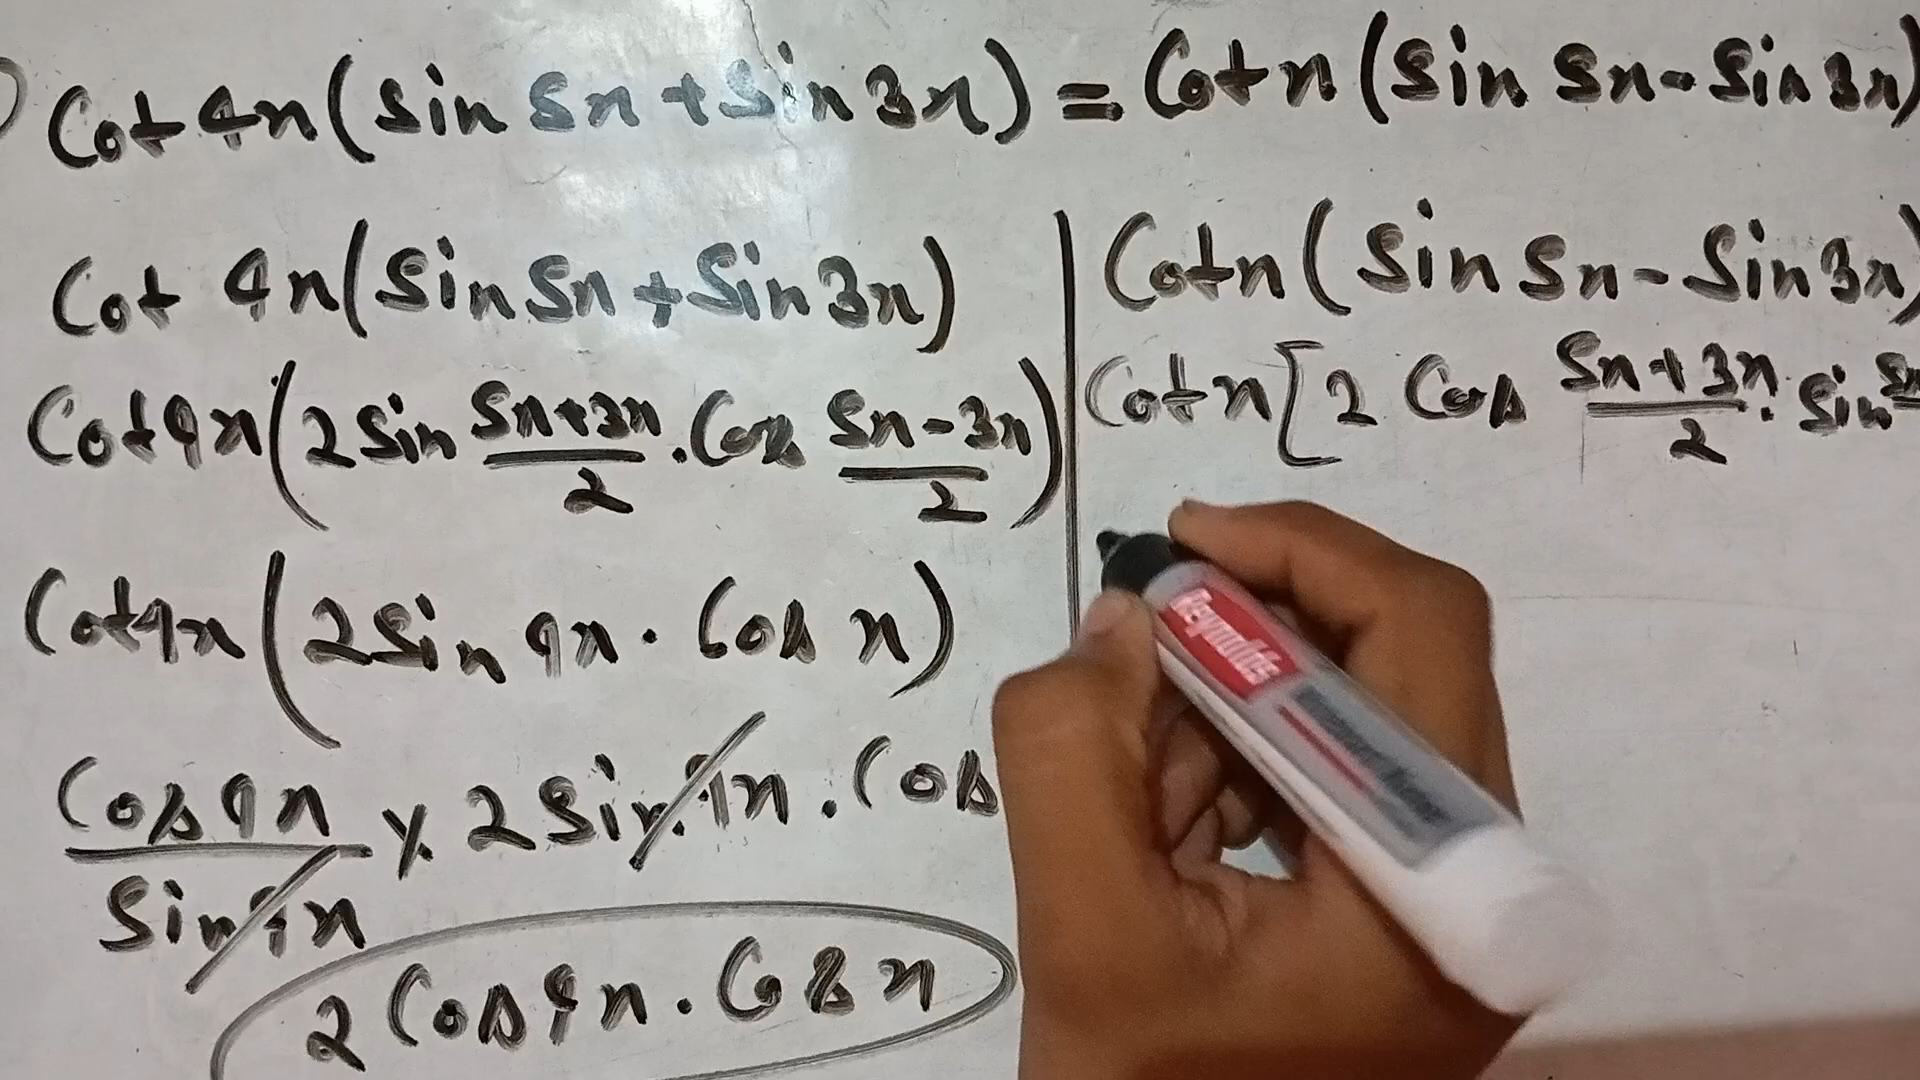 Cot 4x (Sin 5x + Sin 3x) = Cot x (Sin 5x - Sin 3x)
Cot 4x (Sin 5x + Sin 3x)
Cot 4x (2 Sin 5x+3x/2 . Cos 5x-3x/2)
Cot 4x (2 Sin 4x . Cos x)
Cos 4x/Sin 4x × 2 Sin 4x . Cos
2 Cos 4x . Cos x
Cot x (Sin 5x - Sin 3x)
Cot x [2 Cos 5x+3x/2 . Sin 5x
Reynolds